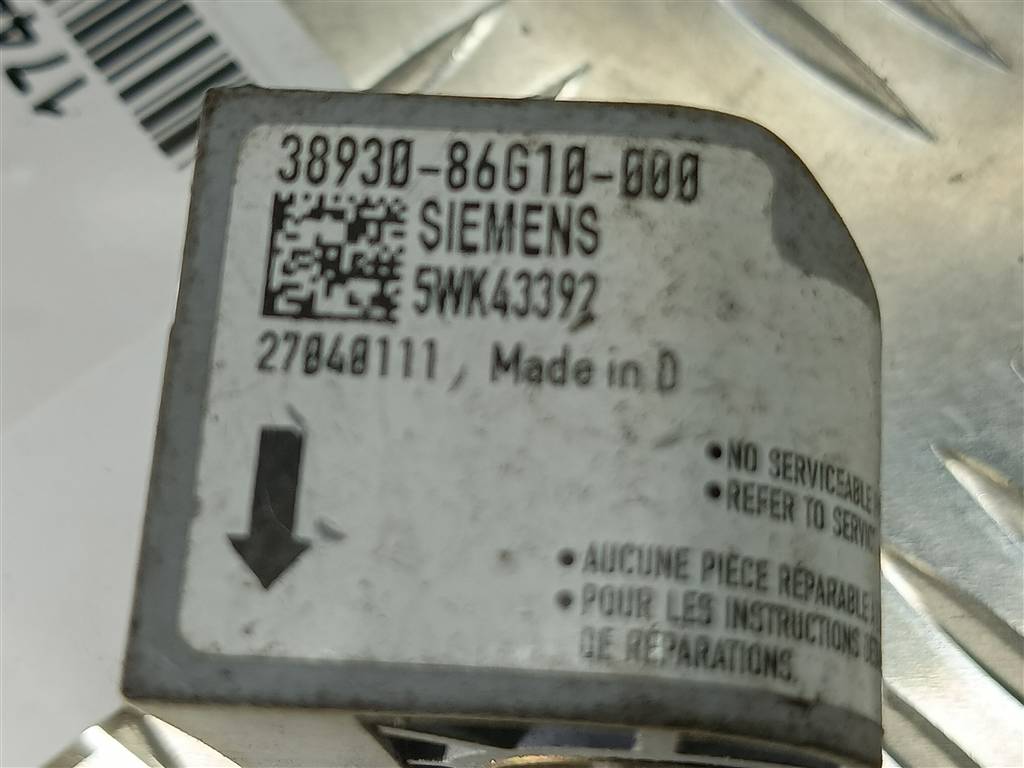 38930-86G10-000
SIEMENS
5WK43392
27040111, Made in D
• NO SERVICEABLE
• REFER TO
• AUCUNE PIÈCE RÉPARABLE
• POUR LES INSTRUCTIONS
DE RÉPARATIONS.